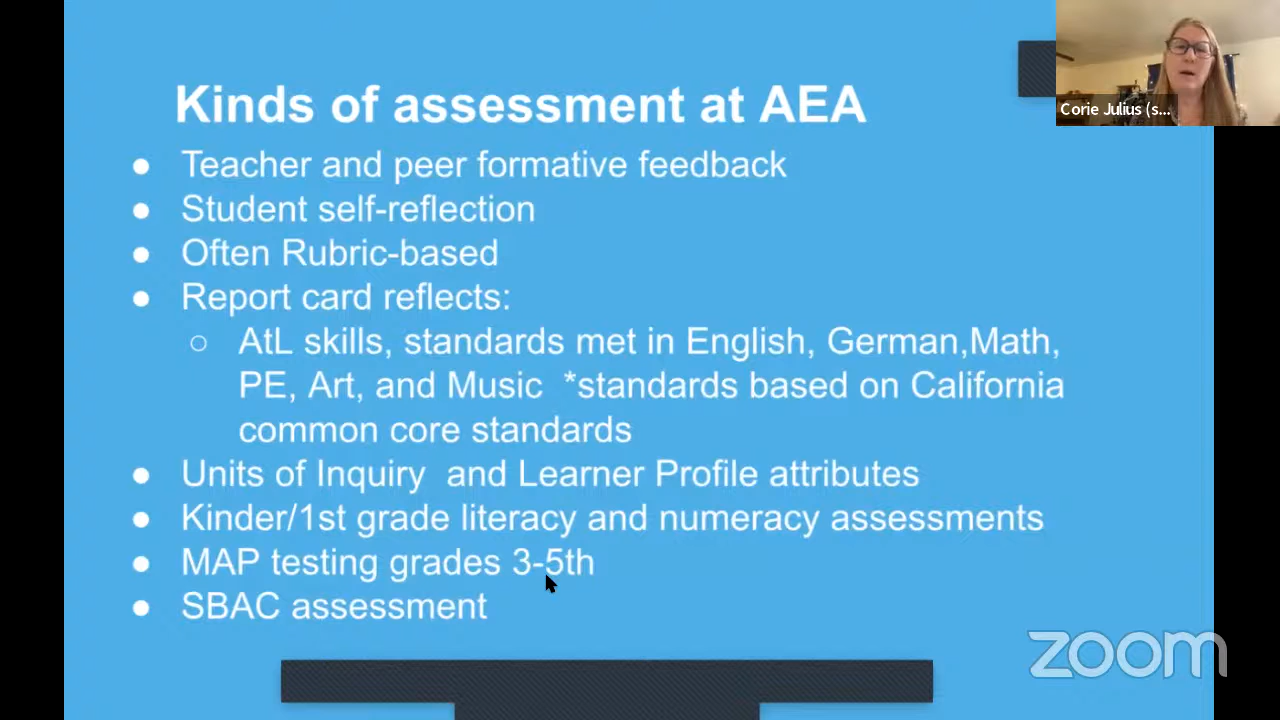 Kinds of assessment at AEA
Corie Julius (s...
● Teacher and peer formative feedback
● Student self-reflection
● Often Rubric-based
● Report card reflects:
○ AtL skills, standards met in English, German,Math,
PE, Art, and Music  *standards based on California
common core standards
● Units of Inquiry  and Learner Profile attributes
● Kinder/1st grade literacy and numeracy assessments
● MAP testing grades 3-5th
● SBAC assessment
zoom